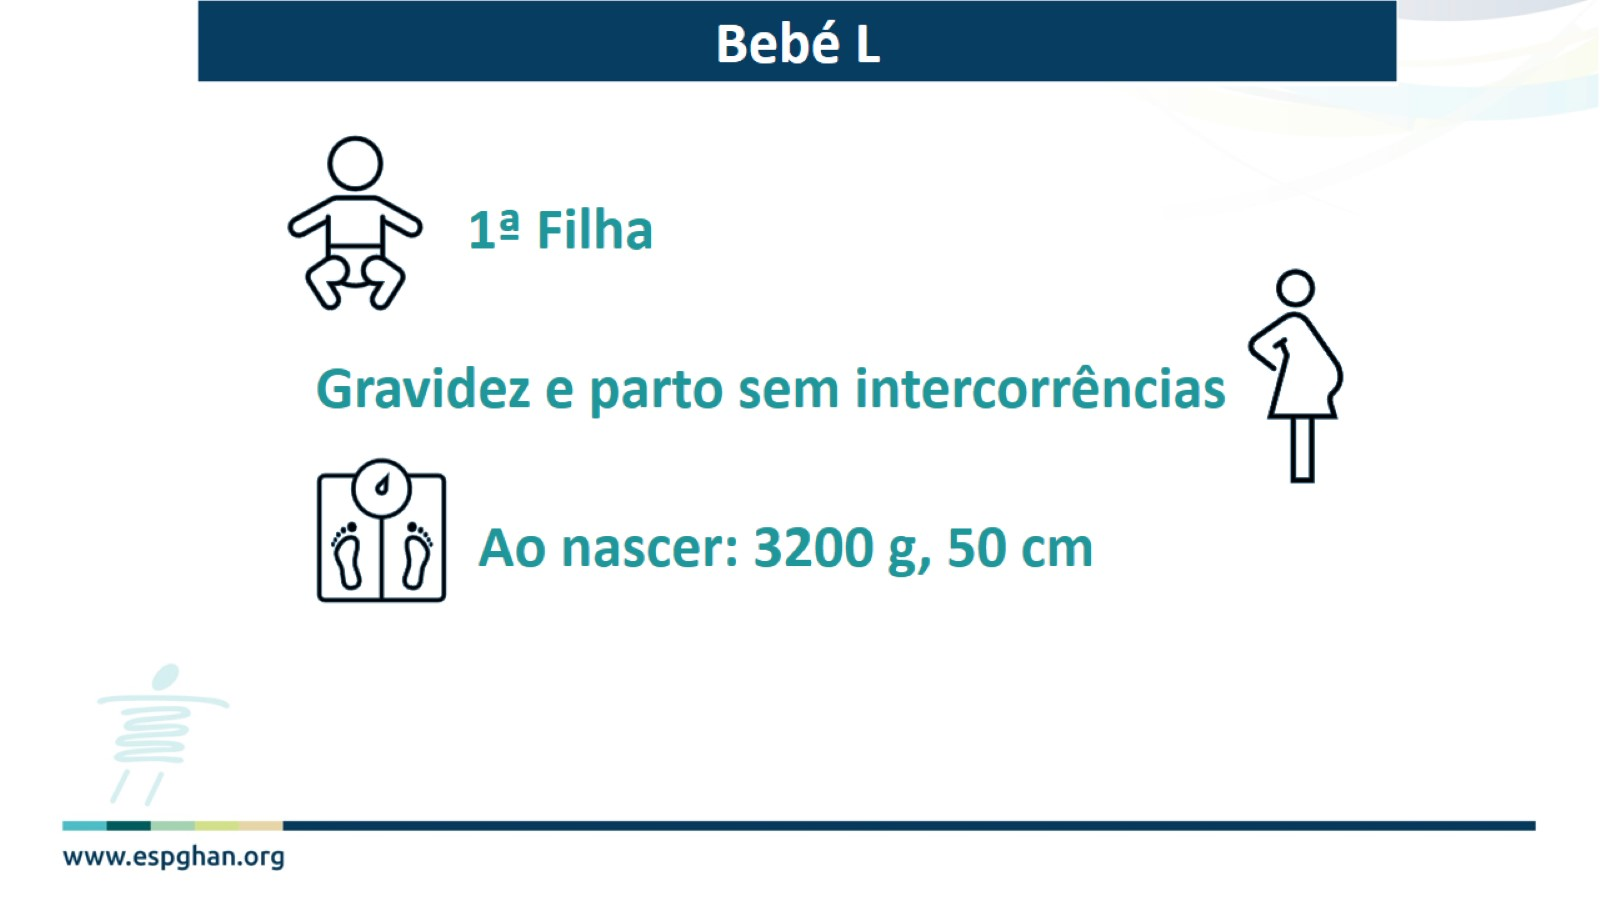 Bebé L
1ª Filha
Gravidez e parto sem intercorrências
Ao nascer: 3200 g, 50 cm
www.espghan.org